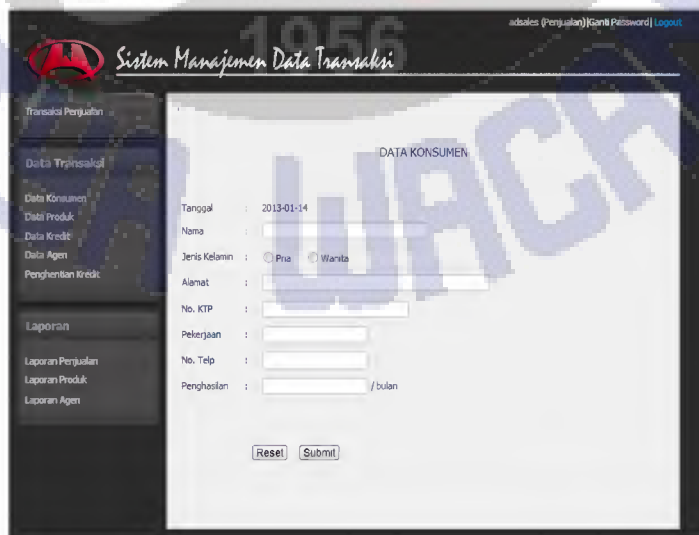 1956
adsales (Penjualan)|Ganti Password| Logout
Sistem Manajemen Data Transaksi
Transaksi Penjualan
Data Transaksi
Data Konsumen
Data Produk
Data Kredit
Data Agen
Penghentian Kredit
Laporan
Laporan Penjualan
Laporan Produk
Laporan Agen
DATA KONSUMEN
Tanggal : 2013-01-14
Nama :
Jenis Kelamin : Pria Wanita
Alamat :
No. KTP :
Pekerjaan :
No. Telp :
Penghasilan : / bulan
Reset Submit
WACA